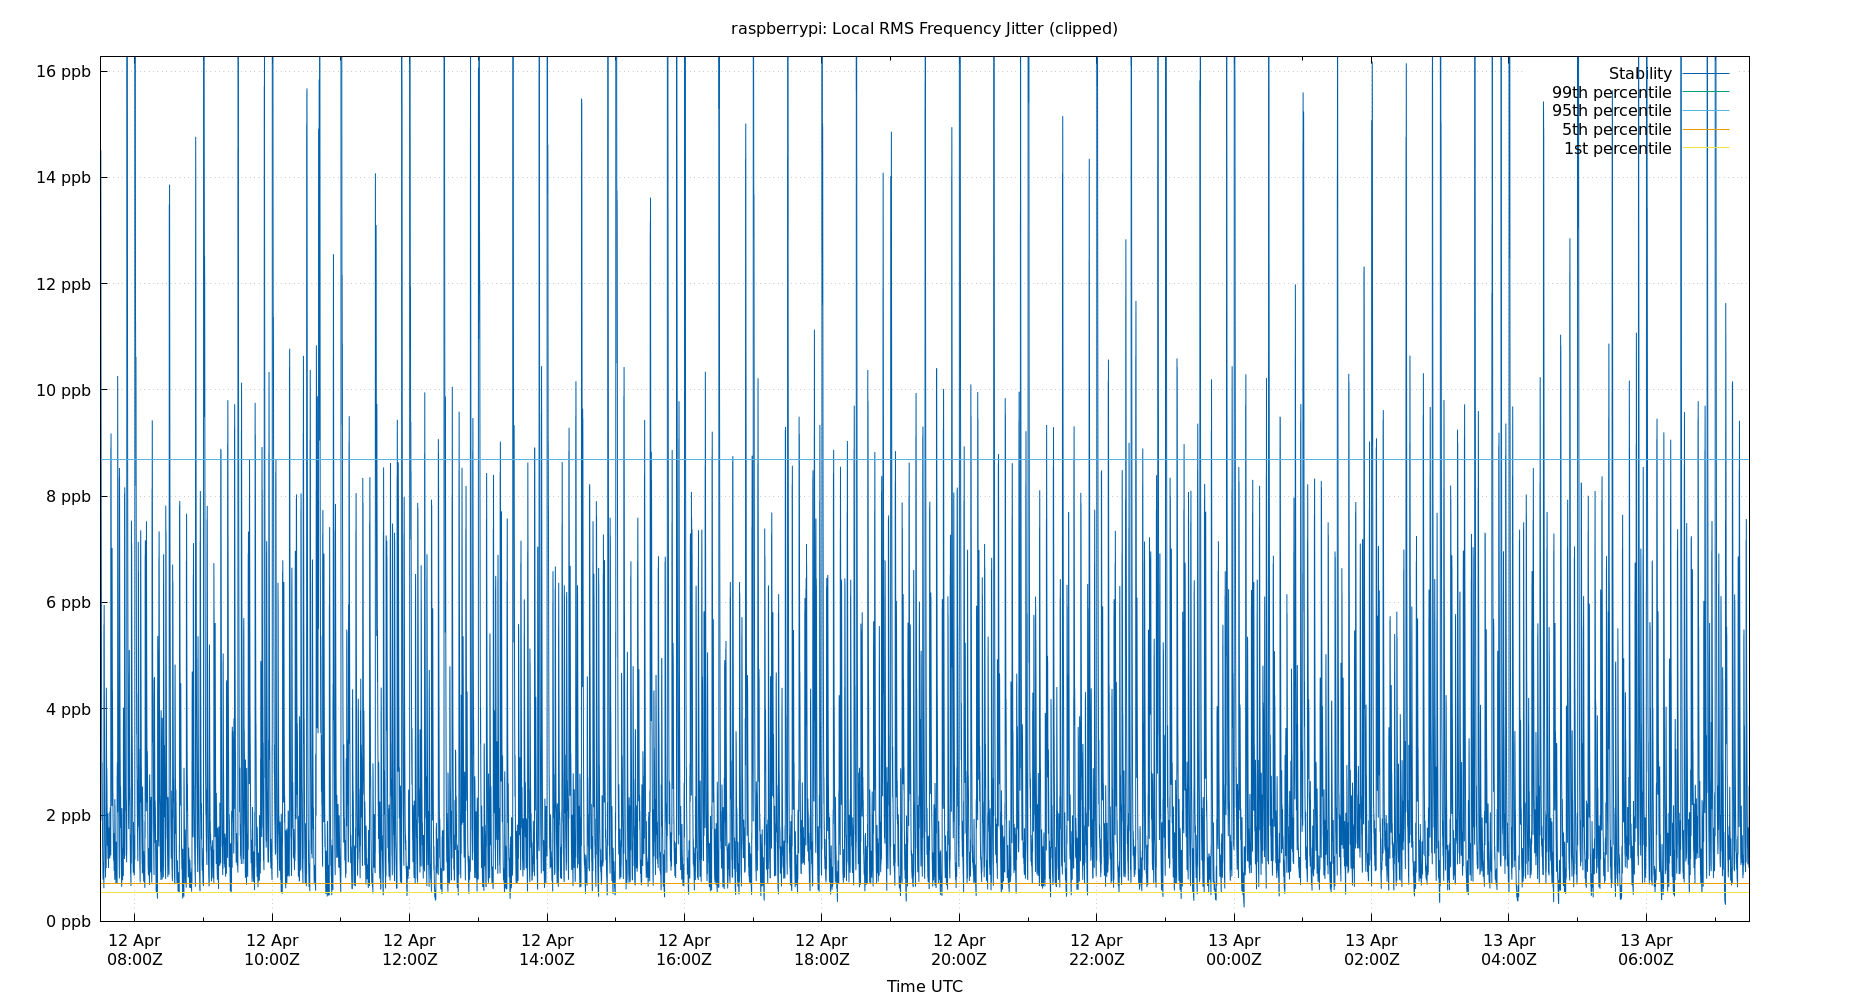 raspberrypi: Local RMS Frequency Jitter (clipped)
16 ppb
14 ppb
12 ppb
10 ppb
8 ppb
6 ppb
4 ppb
2 ppb
0 ppb
Stability
99th percentile
95th percentile
5th percentile
1st percentile
12 Apr 12 Apr 12 Apr 12 Apr 12 Apr 12 Apr 12 Apr 12 Apr 13 Apr 13 Apr 13 Apr 13 Apr
08:00Z 10:00Z 12:00Z 14:00Z 16:00Z 18:00Z 20:00Z 22:00Z 00:00Z 02:00Z 04:00Z 06:00Z
Time UTC